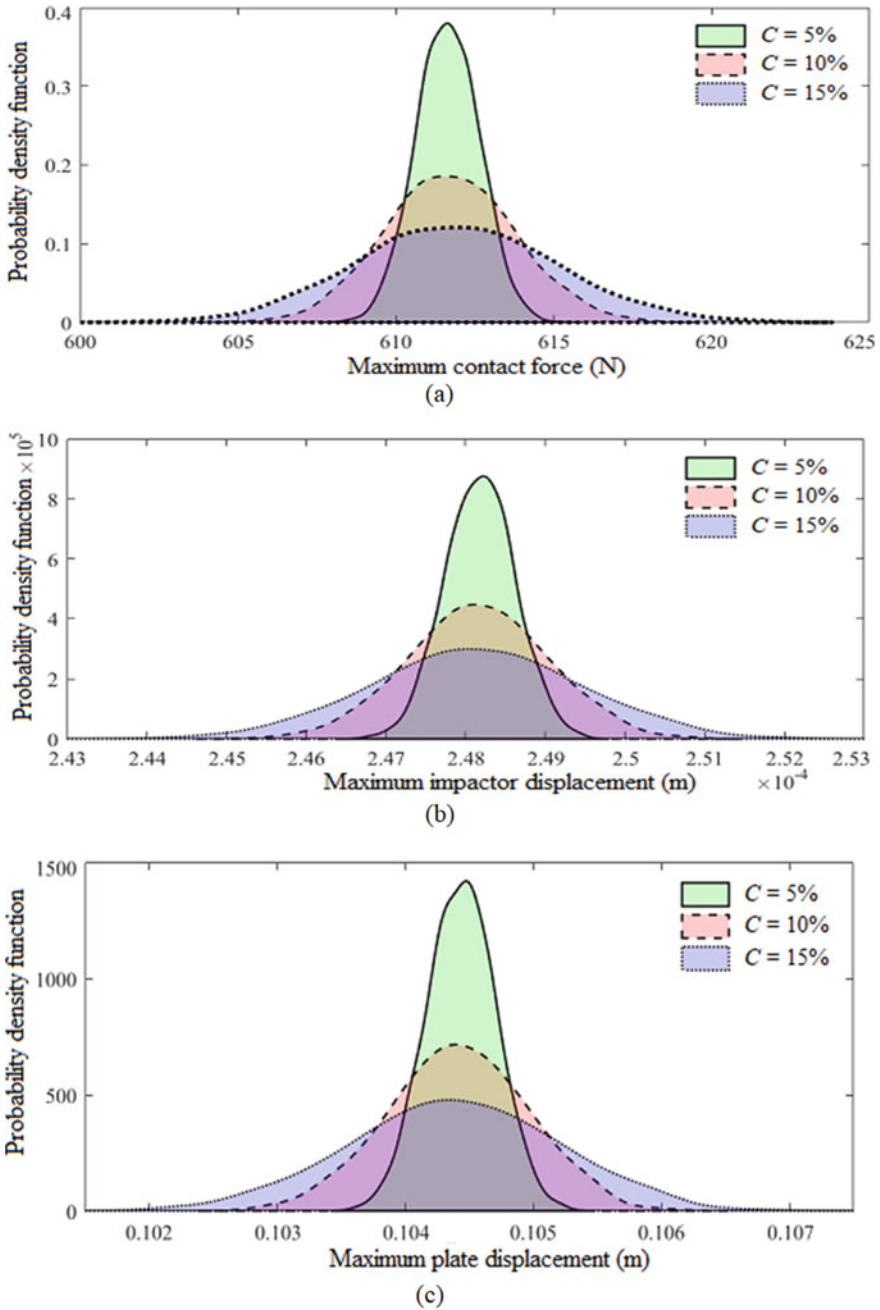 Probability density function
0.4
0.3
0.2
0.1
0
C = 5%
C = 10%
C = 15%
600 605 610 615 620 625
Maximum contact force (N)
(a)
Probability density function ×10⁵
10
8
6
4
2
0
C = 5%
C = 10%
C = 15%
2.43 2.44 2.45 2.46 2.47 2.48 2.49 2.5 2.51 2.52 2.53
Maximum impactor displacement (m) ×10⁻⁴
(b)
Probability density function
1500
1000
500
0
C = 5%
C = 10%
C = 15%
0.102 0.103 0.104 0.105 0.106 0.107
Maximum plate displacement (m)
(c)